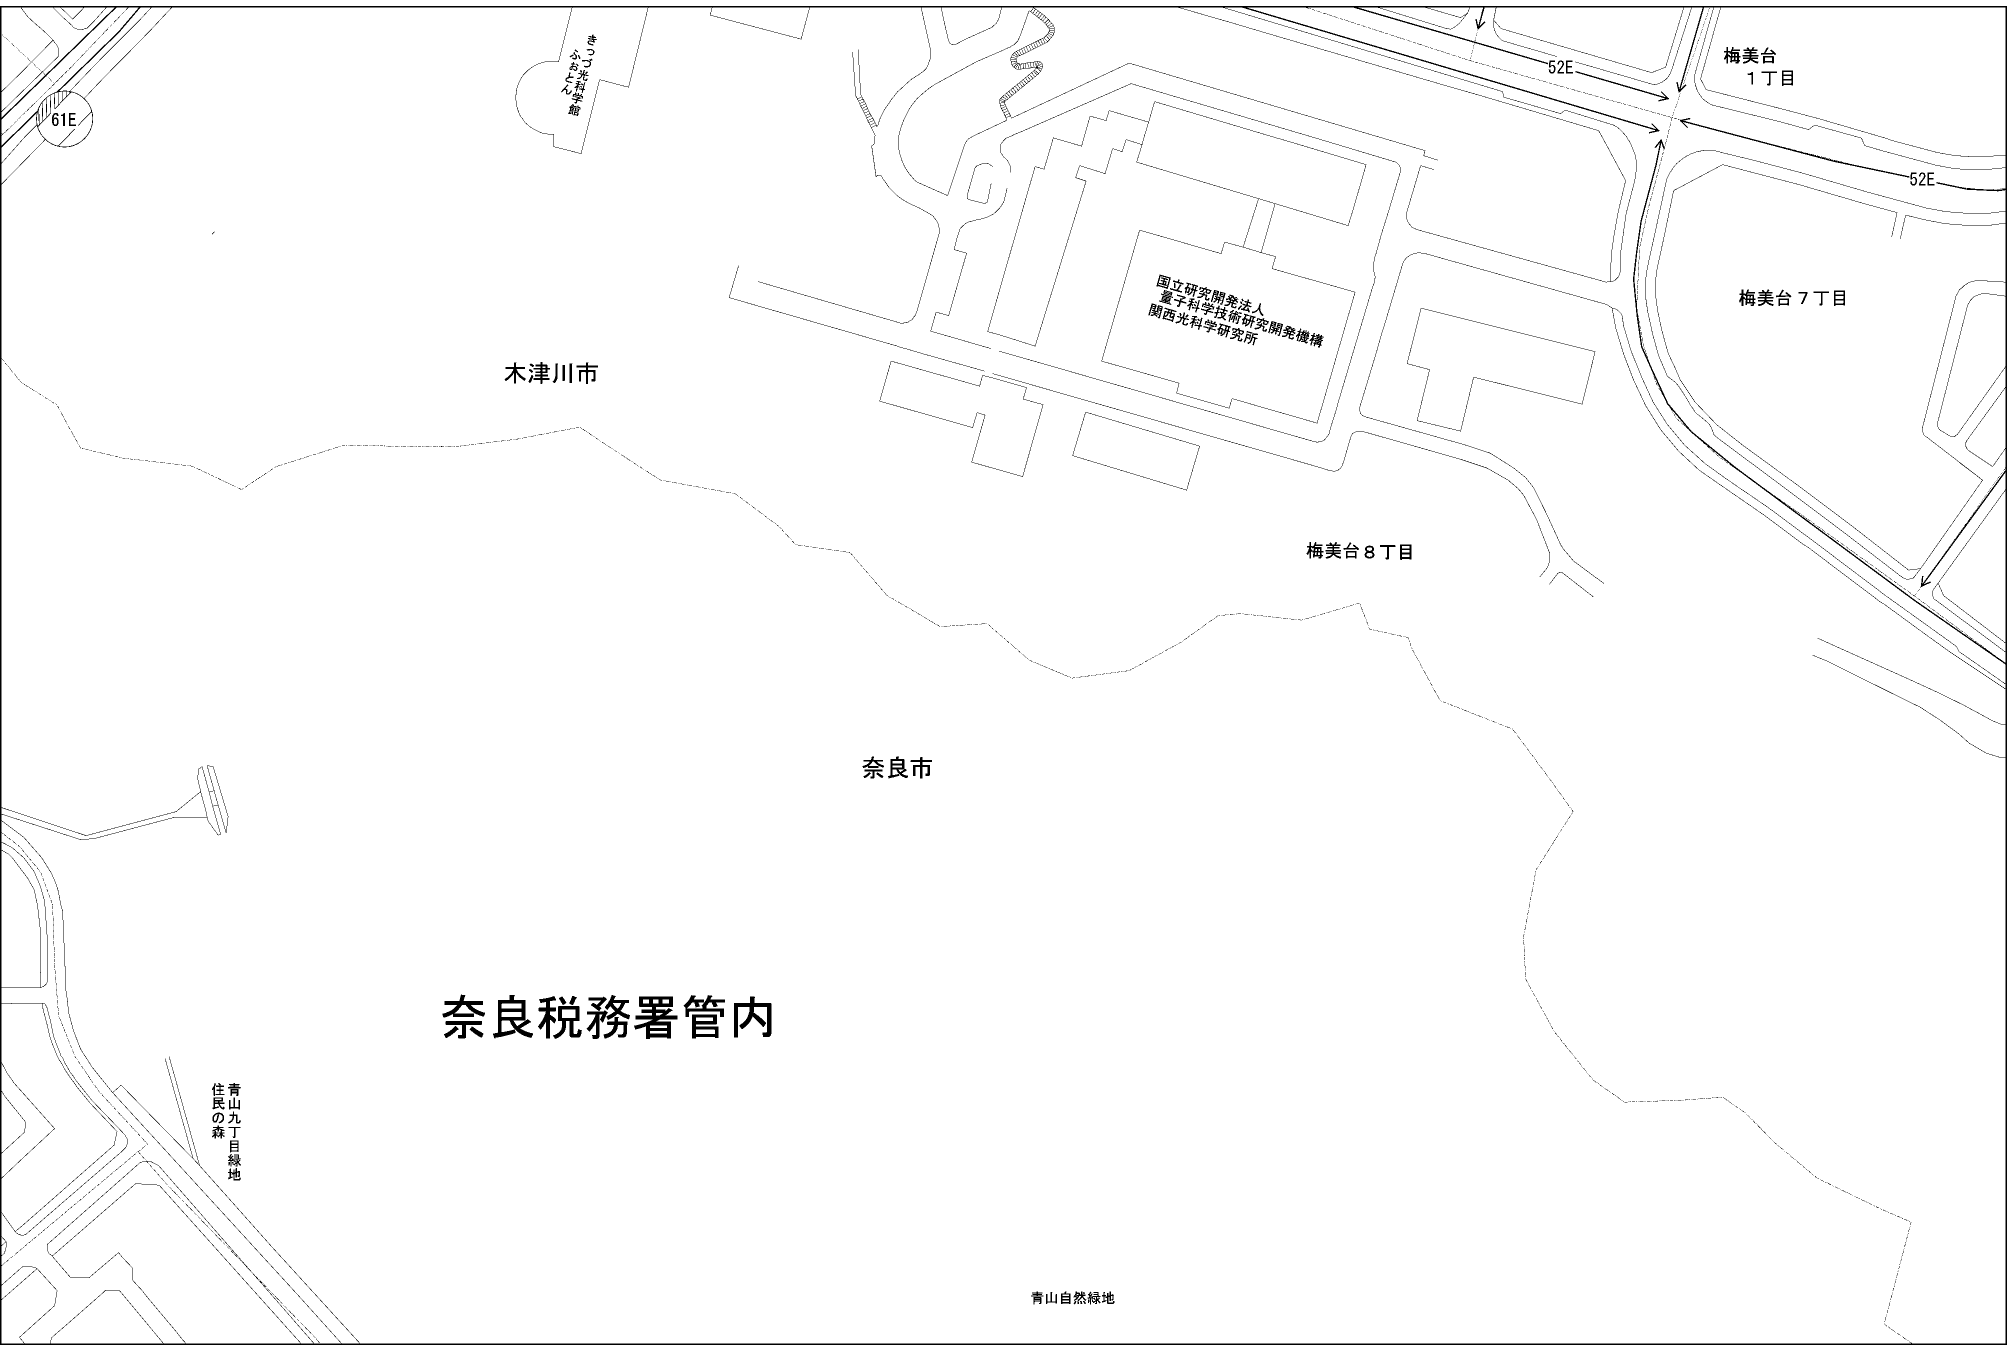 きっづ光科学館
ふぉとん
52E
梅美台
１丁目
61E
52E
国立研究開発法人
量子科学技術研究開発機構
関西光科学研究所
梅美台７丁目
木津川市
梅美台８丁目
奈良市
奈良税務署管内
青山九丁目緑地
住民の森
青山自然緑地